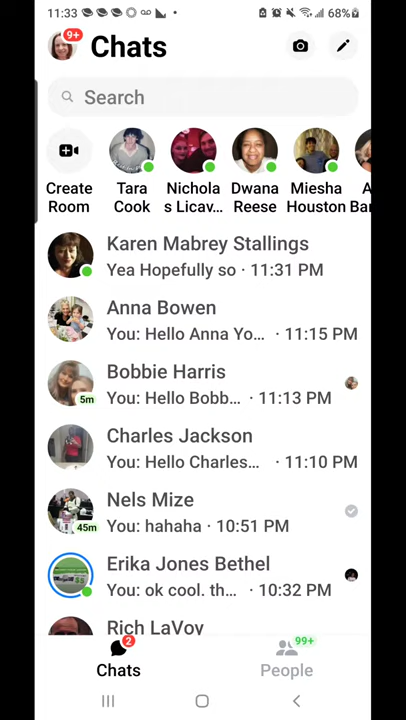 11:33 68%
9+
Chats
Search
Create Room
Tara Cook
Nichola s Licav...
Dwana Reese
Miesha Houston
A
Bar
Karen Mabrey Stallings
Yea Hopefully so · 11:31 PM
Anna Bowen
You: Hello Anna Yo... · 11:15 PM
Bobbie Harris
5m
You: Hello Bobb... · 11:13 PM
Charles Jackson
You: Hello Charles... · 11:10 PM
Nels Mize
45m
You: hahaha · 10:51 PM
Erika Jones Bethel
You: ok cool. th... · 10:32 PM
Rich LaVoy
2
99+
Chats
People